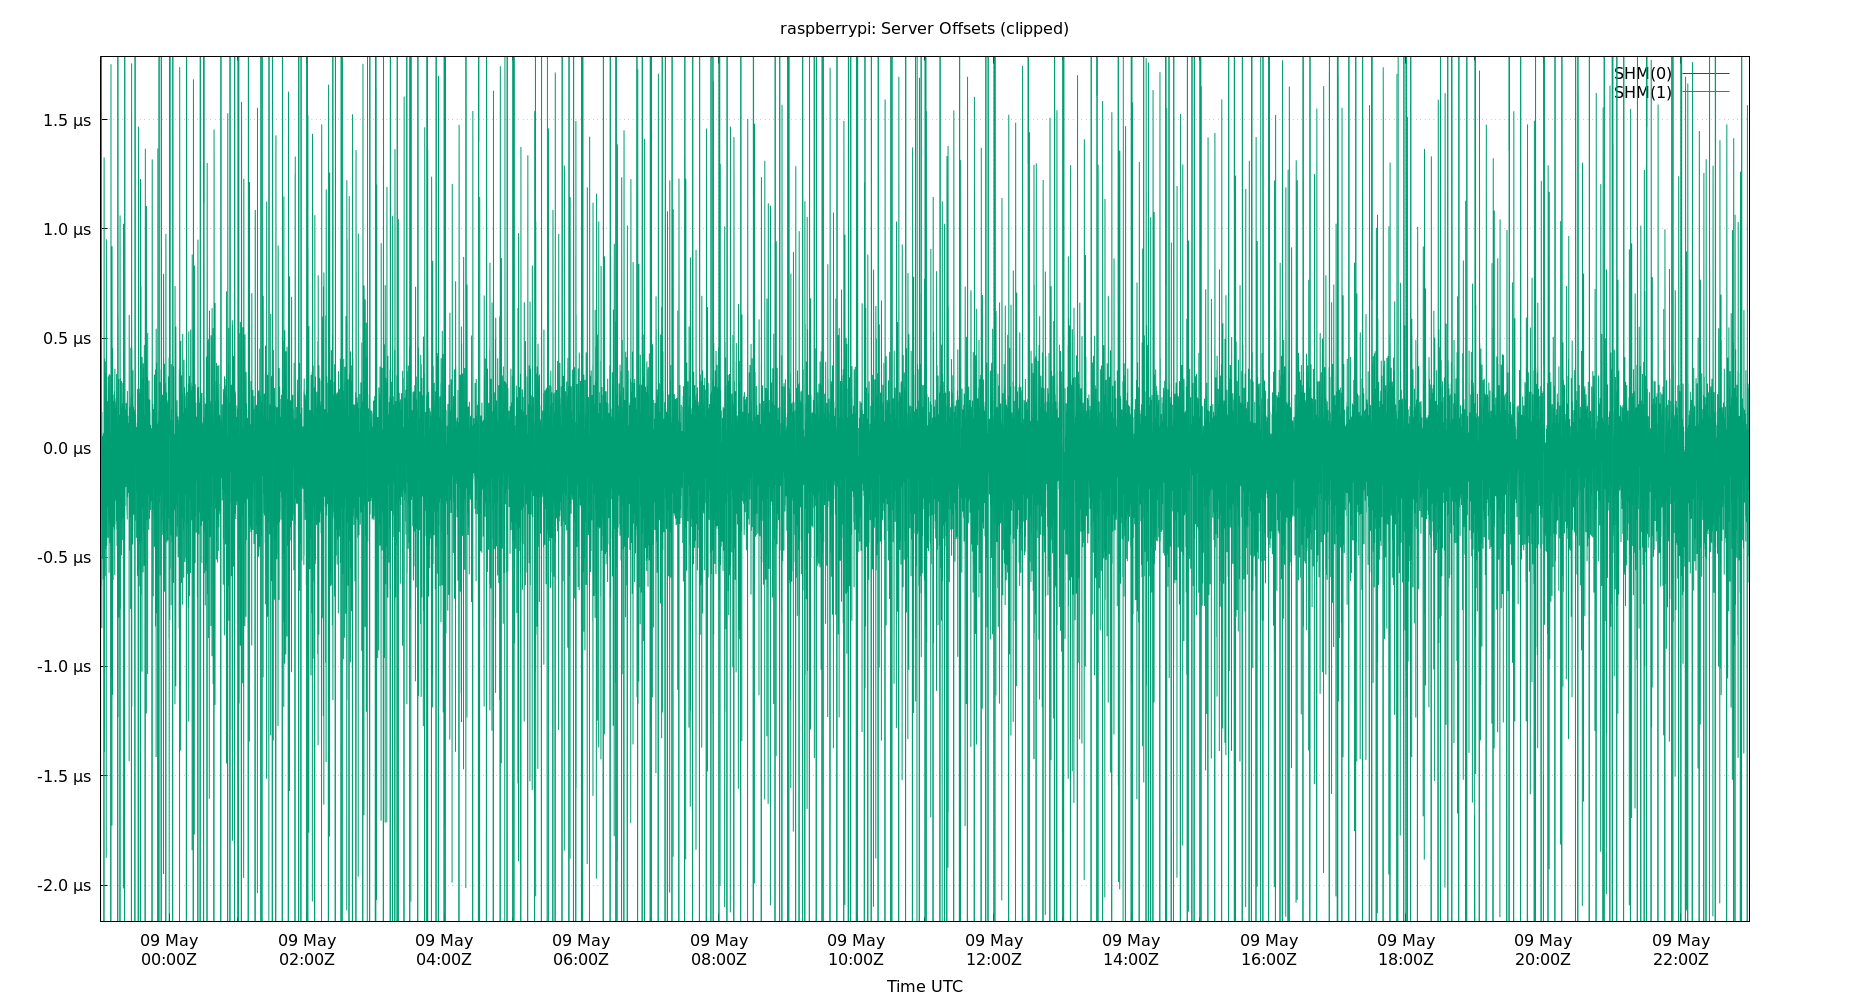 raspberrypi: Server Offsets (clipped)
SHM(0)
SHM(1)
1.5 µs
1.0 µs
0.5 µs
0.0 µs
-0.5 µs
-1.0 µs
-1.5 µs
-2.0 µs
09 May 09 May 09 May 09 May 09 May 09 May 09 May 09 May 09 May 09 May 09 May 09 May
00:00Z 02:00Z 04:00Z 06:00Z 08:00Z 10:00Z 12:00Z 14:00Z 16:00Z 18:00Z 20:00Z 22:00Z
Time UTC